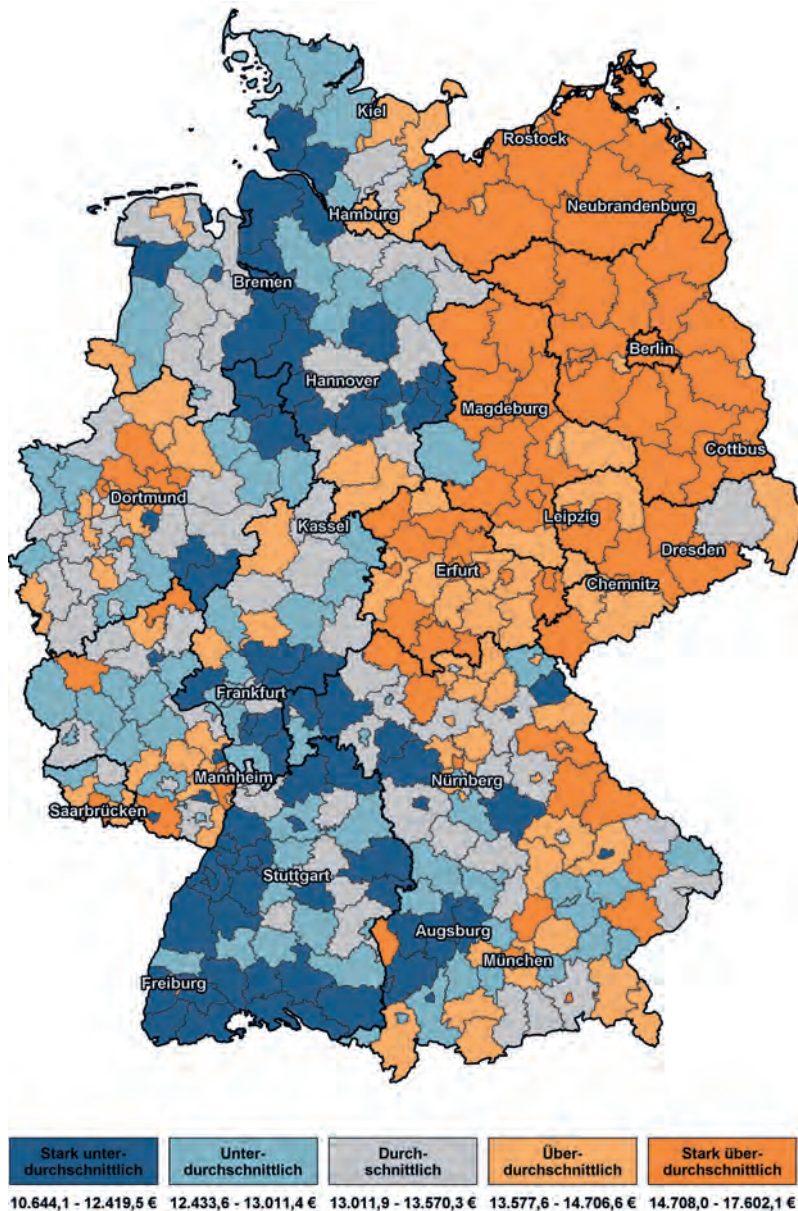 Kiel
Rostock
Hamburg
Neubrandenburg
Bremen
Berlin
Hannover
Magdeburg
Cottbus
Dortmund
Leipzig
Kassel
Dresden
Erfurt
Chemnitz
Frankfurt
Mannheim
Nürnberg
Saarbrücken
Stuttgart
Augsburg
München
Freiburg
Stark unter-
durchschnittlich
Unter-
durchschnittlich
Durch-
schnittlich
Über-
durchschnittlich
Stark über-
durchschnittlich
10.644,1 - 12.419,5 €
12.433,6 - 13.011,4 €
13.011,9 - 13.570,3 €
13.577,6 - 14.706,6 €
14.708,0 - 17.602,1 €